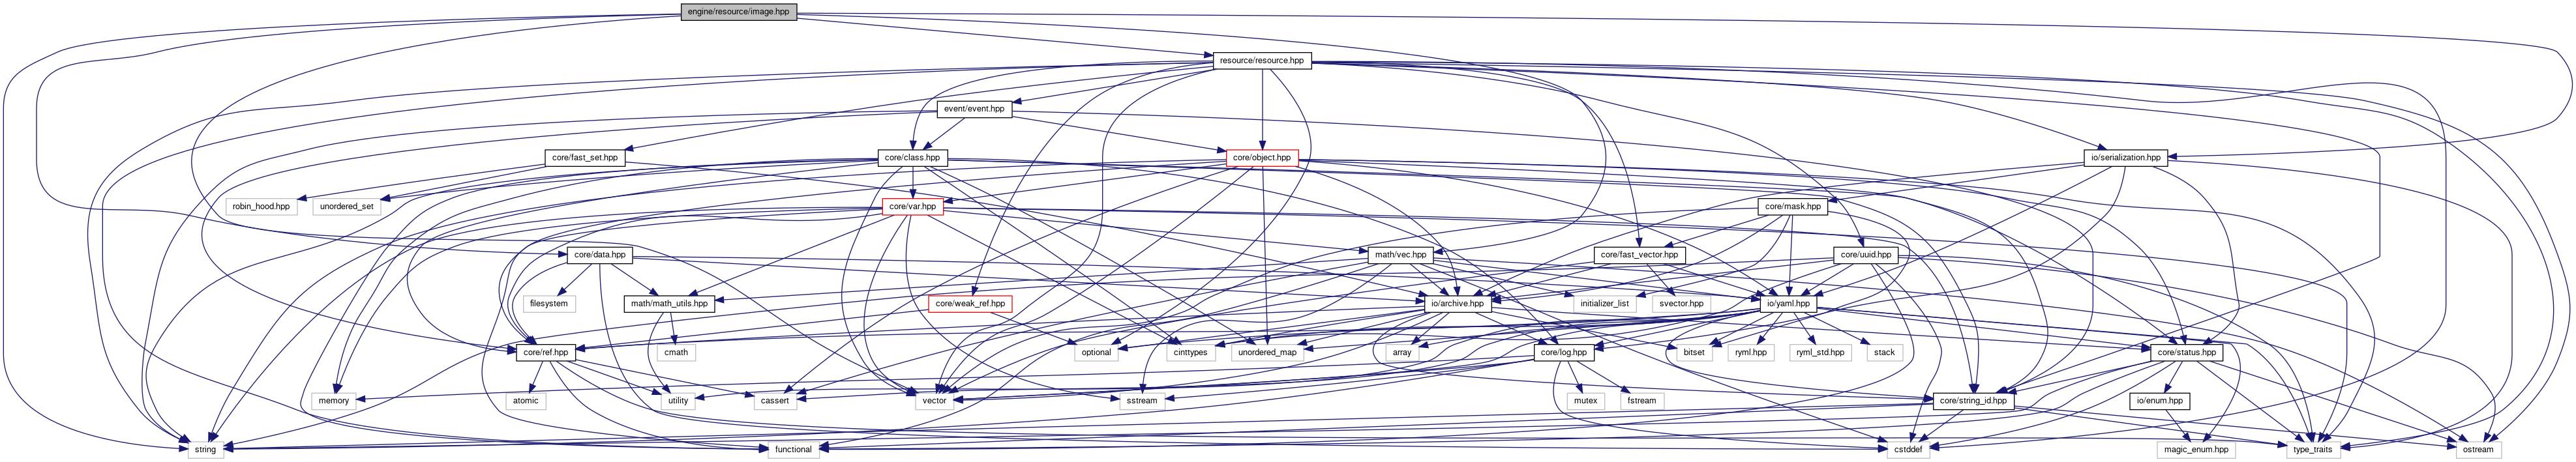 engine/resource/image.hpp
resource/resource.hpp
event/event.hpp
core/fast_set.hpp
core/class.hpp
core/object.hpp
io/serialization.hpp
robin_hood.hpp
unordered_set
core/var.hpp
core/mask.hpp
core/data.hpp
math/vec.hpp
core/fast_vector.hpp
core/uuid.hpp
filesystem
math/math_utils.hpp
core/weak_ref.hpp
io/archive.hpp
initializer_list
svector.hpp
io/yaml.hpp
core/ref.hpp
cmath
optional
cinttypes
unordered_map
array
core/log.hpp
bitset
ryml.hpp
ryml_std.hpp
stack
core/status.hpp
memory
atomic
utility
cassert
vector
sstream
mutex
fstream
core/string_id.hpp
io/enum.hpp
string
functional
cstddef
magic_enum.hpp
type_traits
ostream